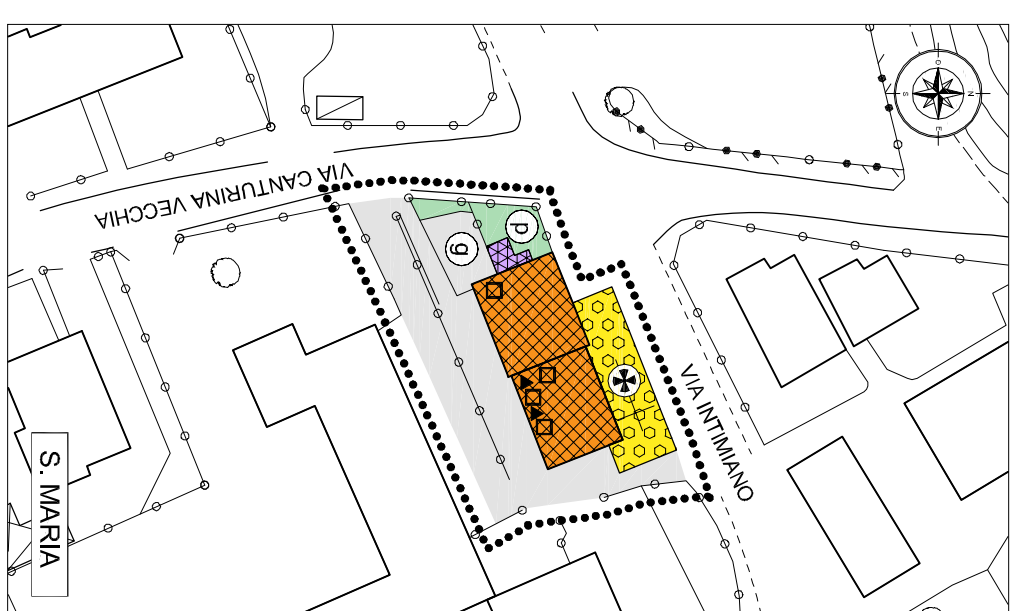 O
S N
E
VIA CANTURINA VECCHIA
p
g
VIA INTIMIANO
S. MARIA